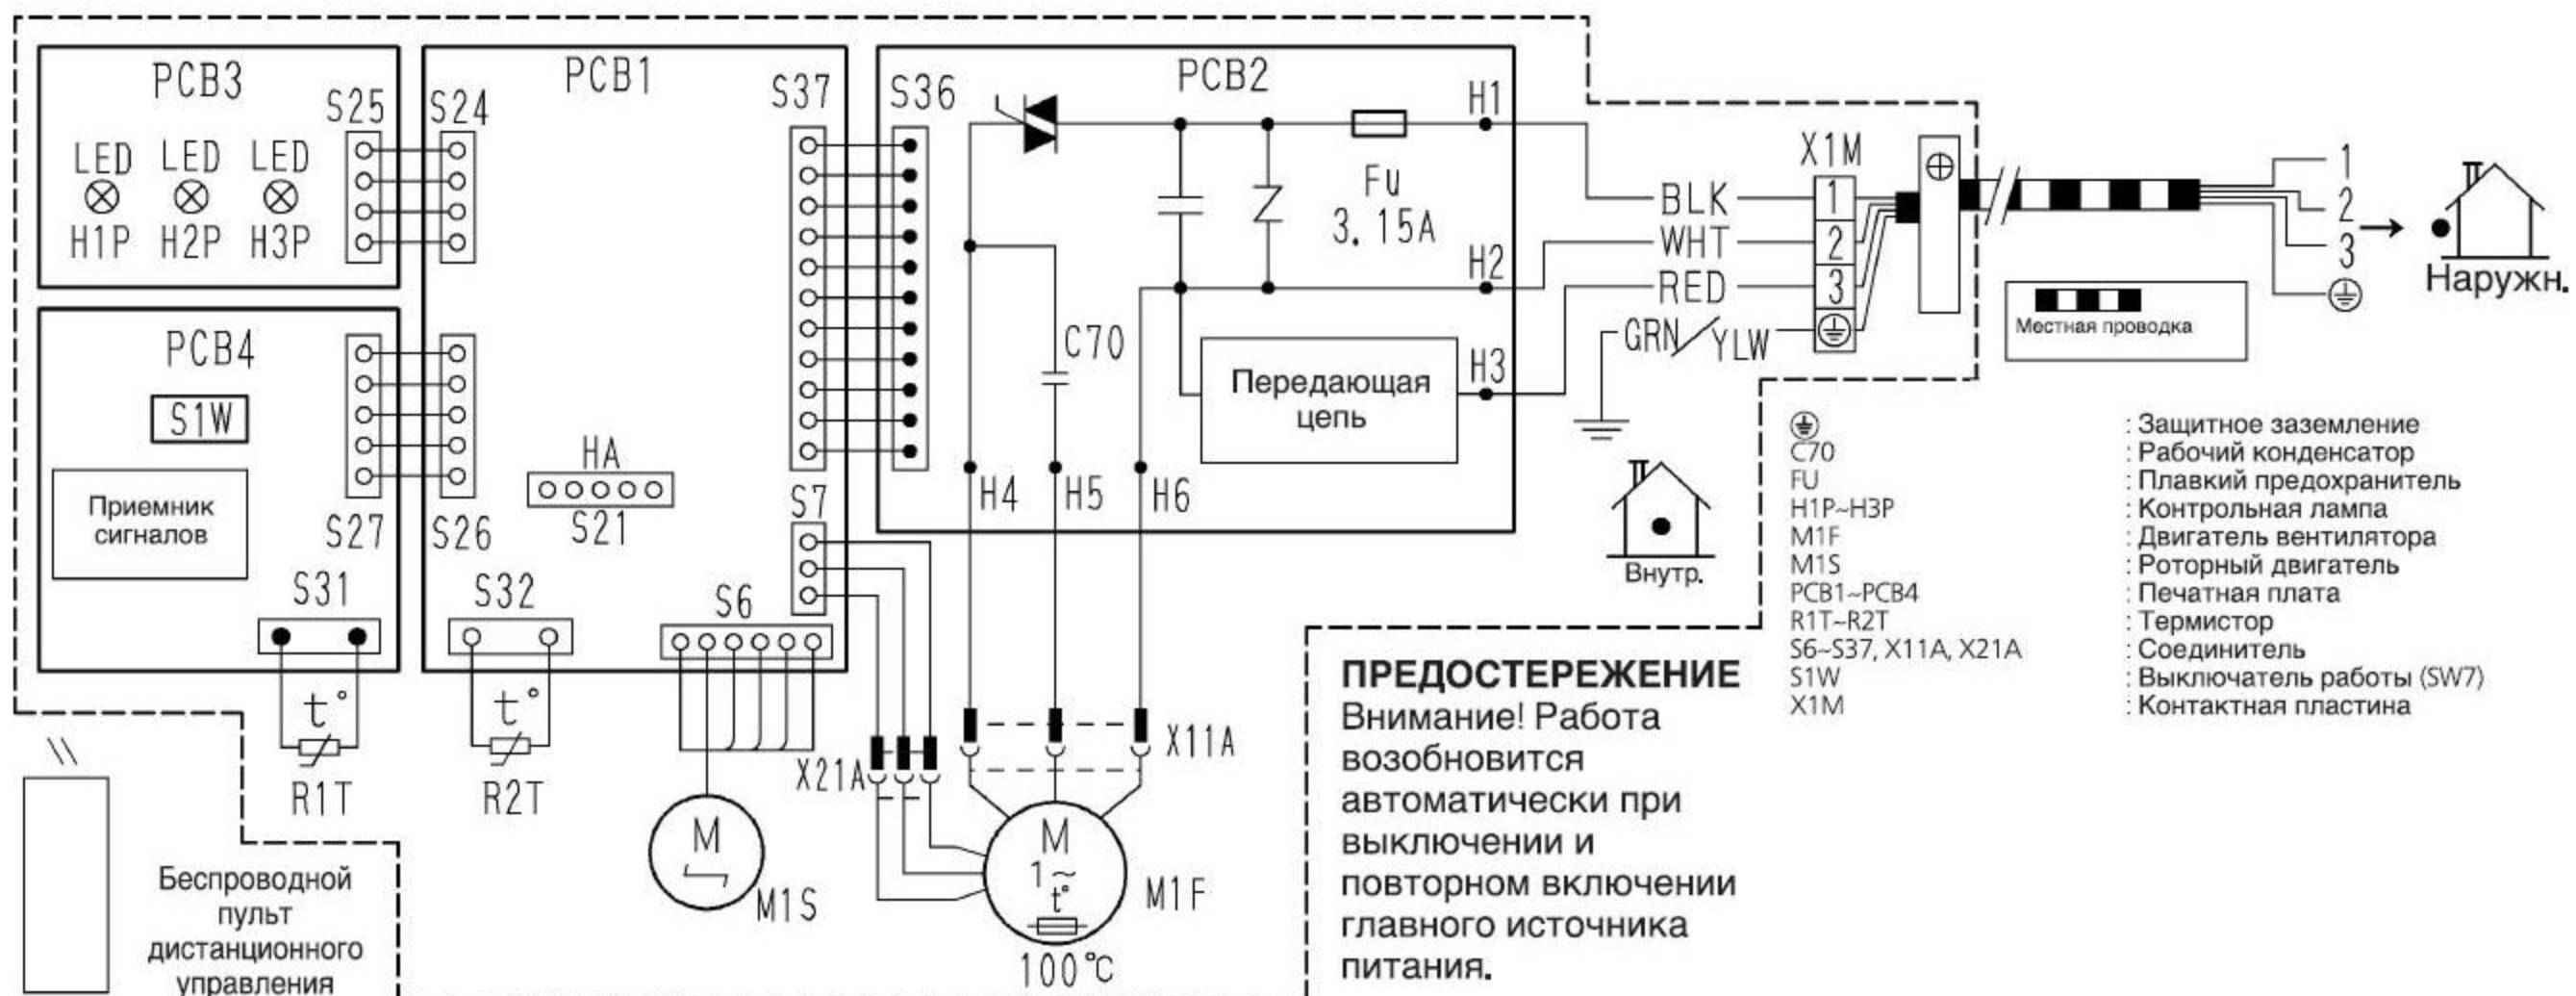 PCB3
S25
LED LED LED
H1P H2P H3P
S24
PCB1
S37
S36
PCB2
H1
Fu
3.15A
H2
C70
Передающая
цепь
H3
H4
H5
H6
BLK
WHT
RED
GRN/YLW
X1M
1
2
3
1
2
3
Наружн.
Местная проводка
PCB4
S1W
Приемник
сигналов
S27
S26
S31
HA
S21
S32
S6
S7
t°
R1T
t°
R2T
M
M1S
X21A
X11A
M
1~
t°
M1F
100°C
Внутр.
Беспроводной
пульт
дистанционного
управления
ПРЕДОСТЕРЕЖЕНИЕ
Внимание! Работа
возобновится
автоматически при
выключении и
повторном включении
главного источника
питания.
: Защитное заземление
C70 : Рабочий конденсатор
FU : Плавкий предохранитель
H1P~H3P : Контрольная лампа
M1F : Двигатель вентилятора
M1S : Роторный двигатель
PCB1~PCB4 : Печатная плата
R1T~R2T : Термистор
S6~S37, X11A, X21A : Соединитель
S1W : Выключатель работы (SW7)
X1M : Контактная пластина